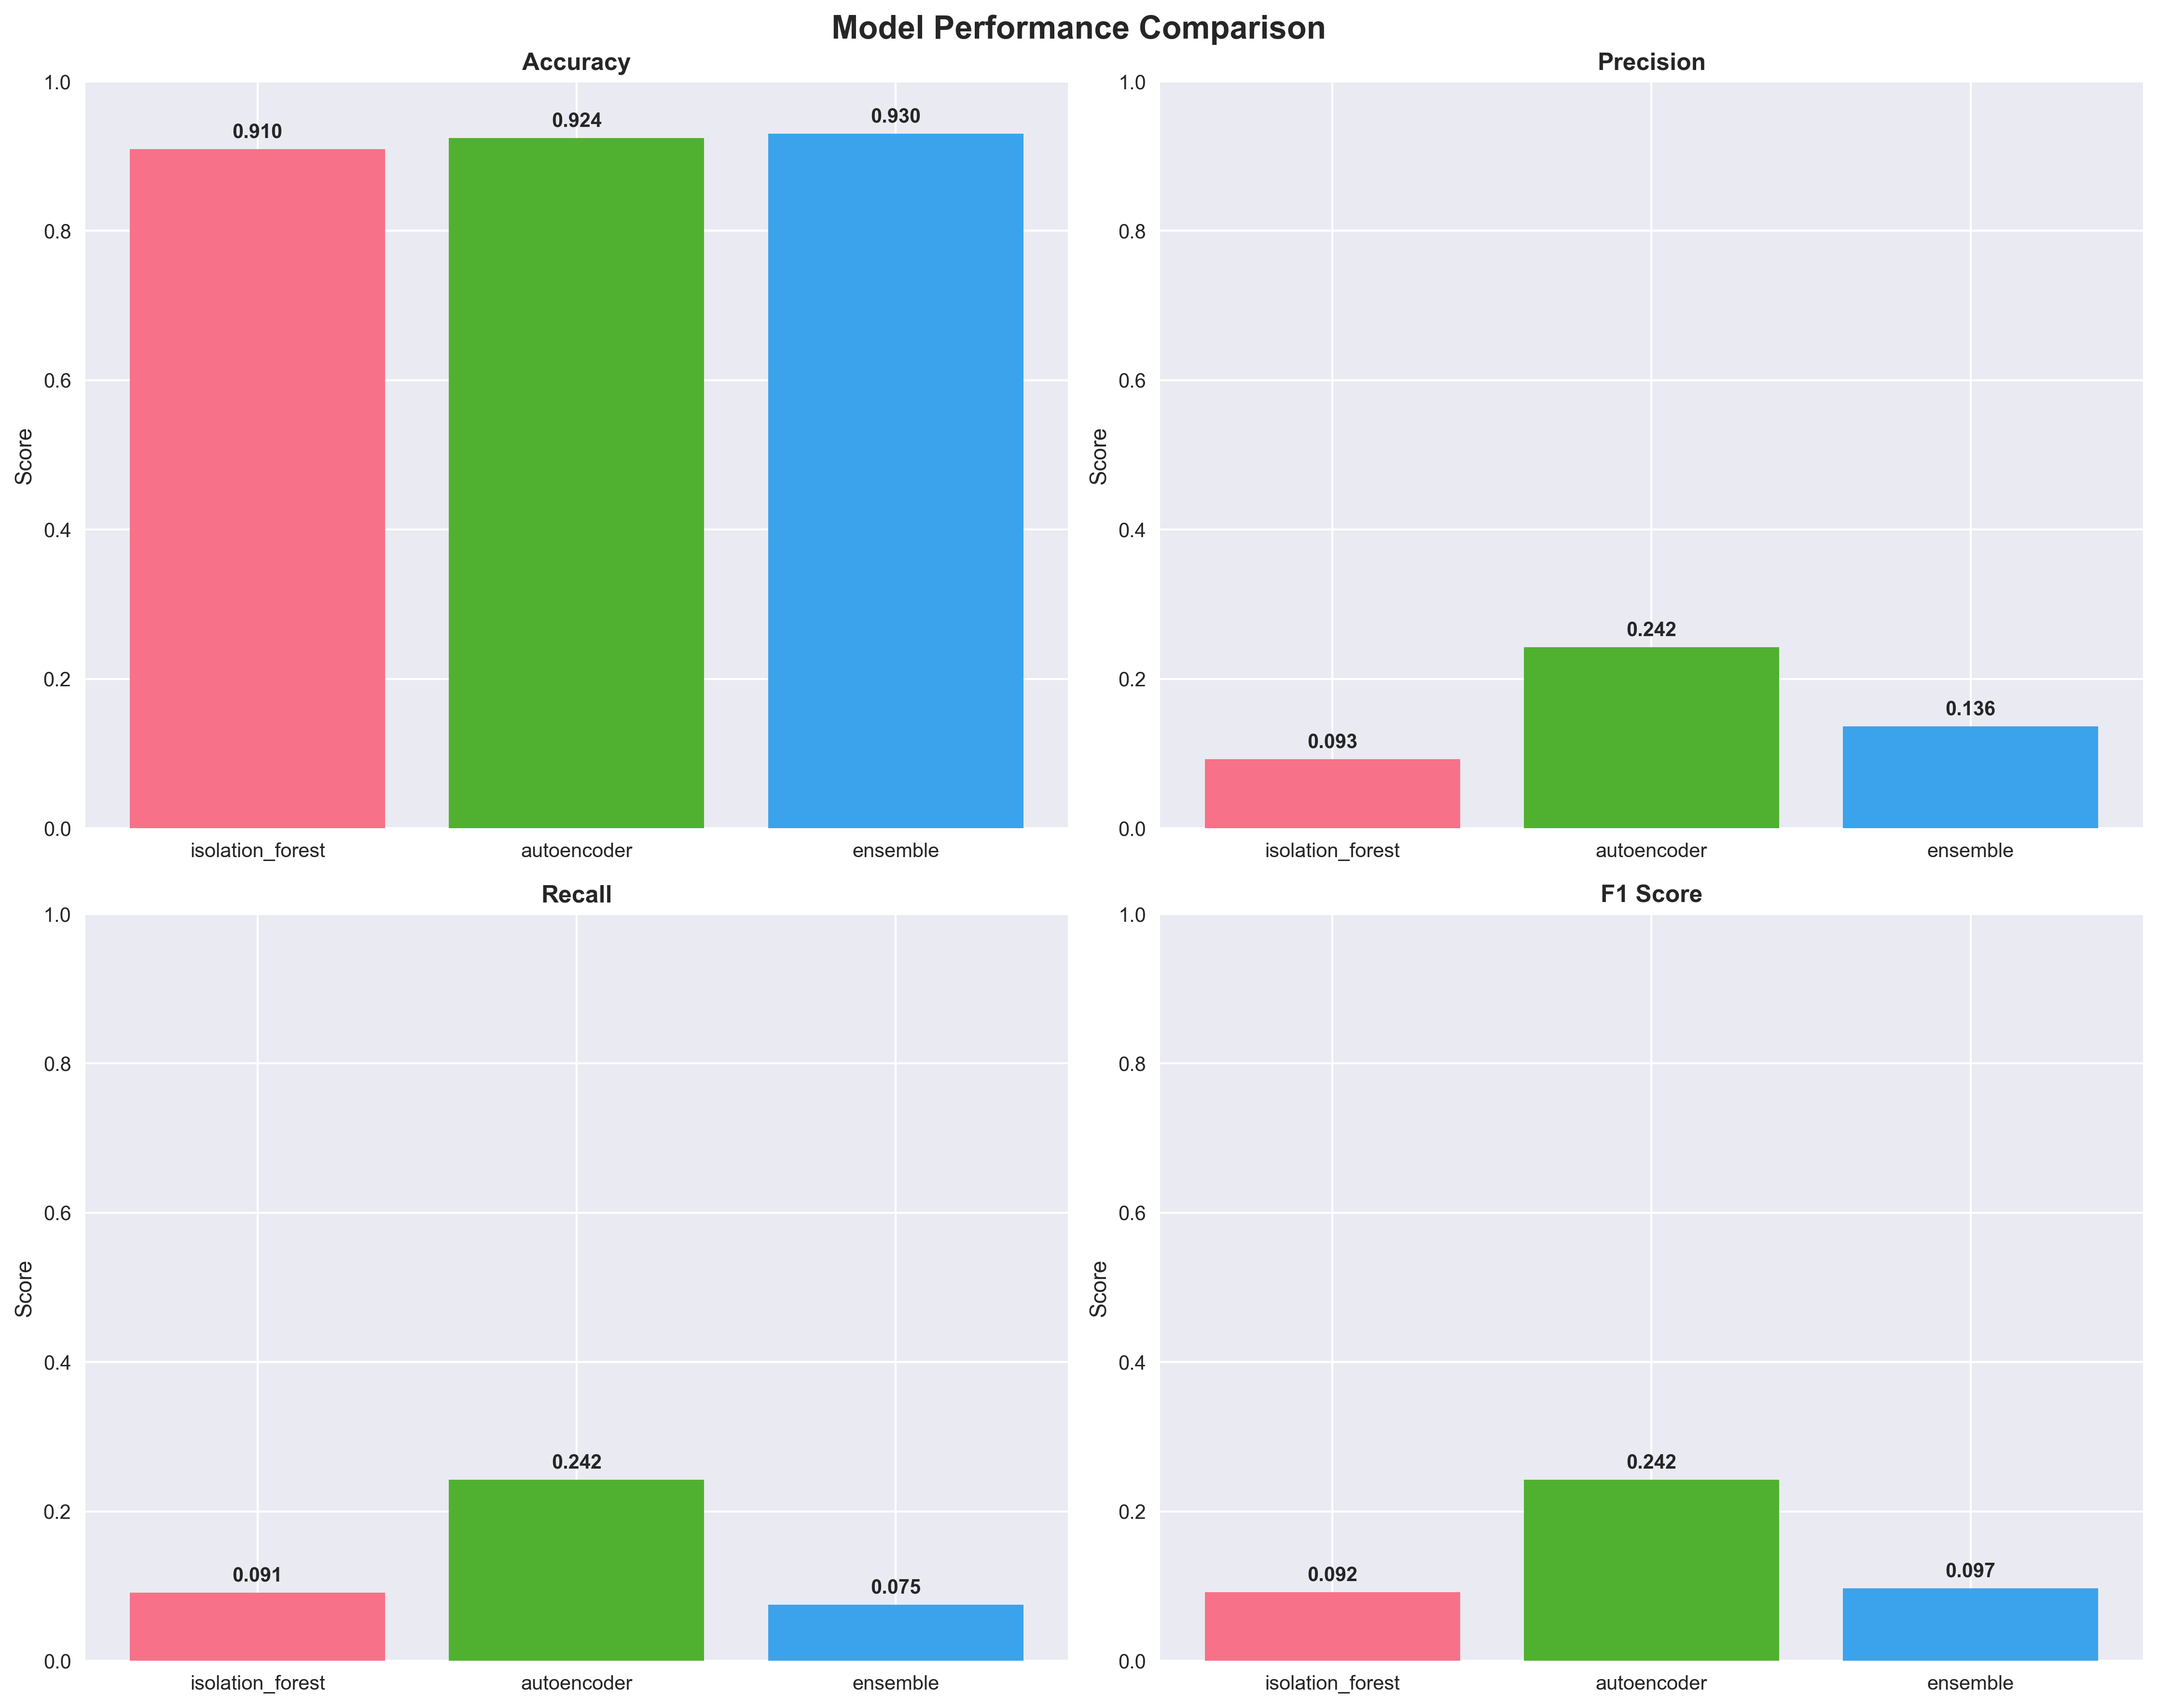 Model Performance Comparison
Accuracy
1.0
0.8
0.6
0.4
0.2
0.0
Score
0.910
0.924
0.930
isolation_forest
autoencoder
ensemble
Precision
1.0
0.8
0.6
0.4
0.2
0.0
Score
0.093
0.242
0.136
isolation_forest
autoencoder
ensemble
Recall
1.0
0.8
0.6
0.4
0.2
0.0
Score
0.091
0.242
0.075
isolation_forest
autoencoder
ensemble
F1 Score
1.0
0.8
0.6
0.4
0.2
0.0
Score
0.092
0.242
0.097
isolation_forest
autoencoder
ensemble